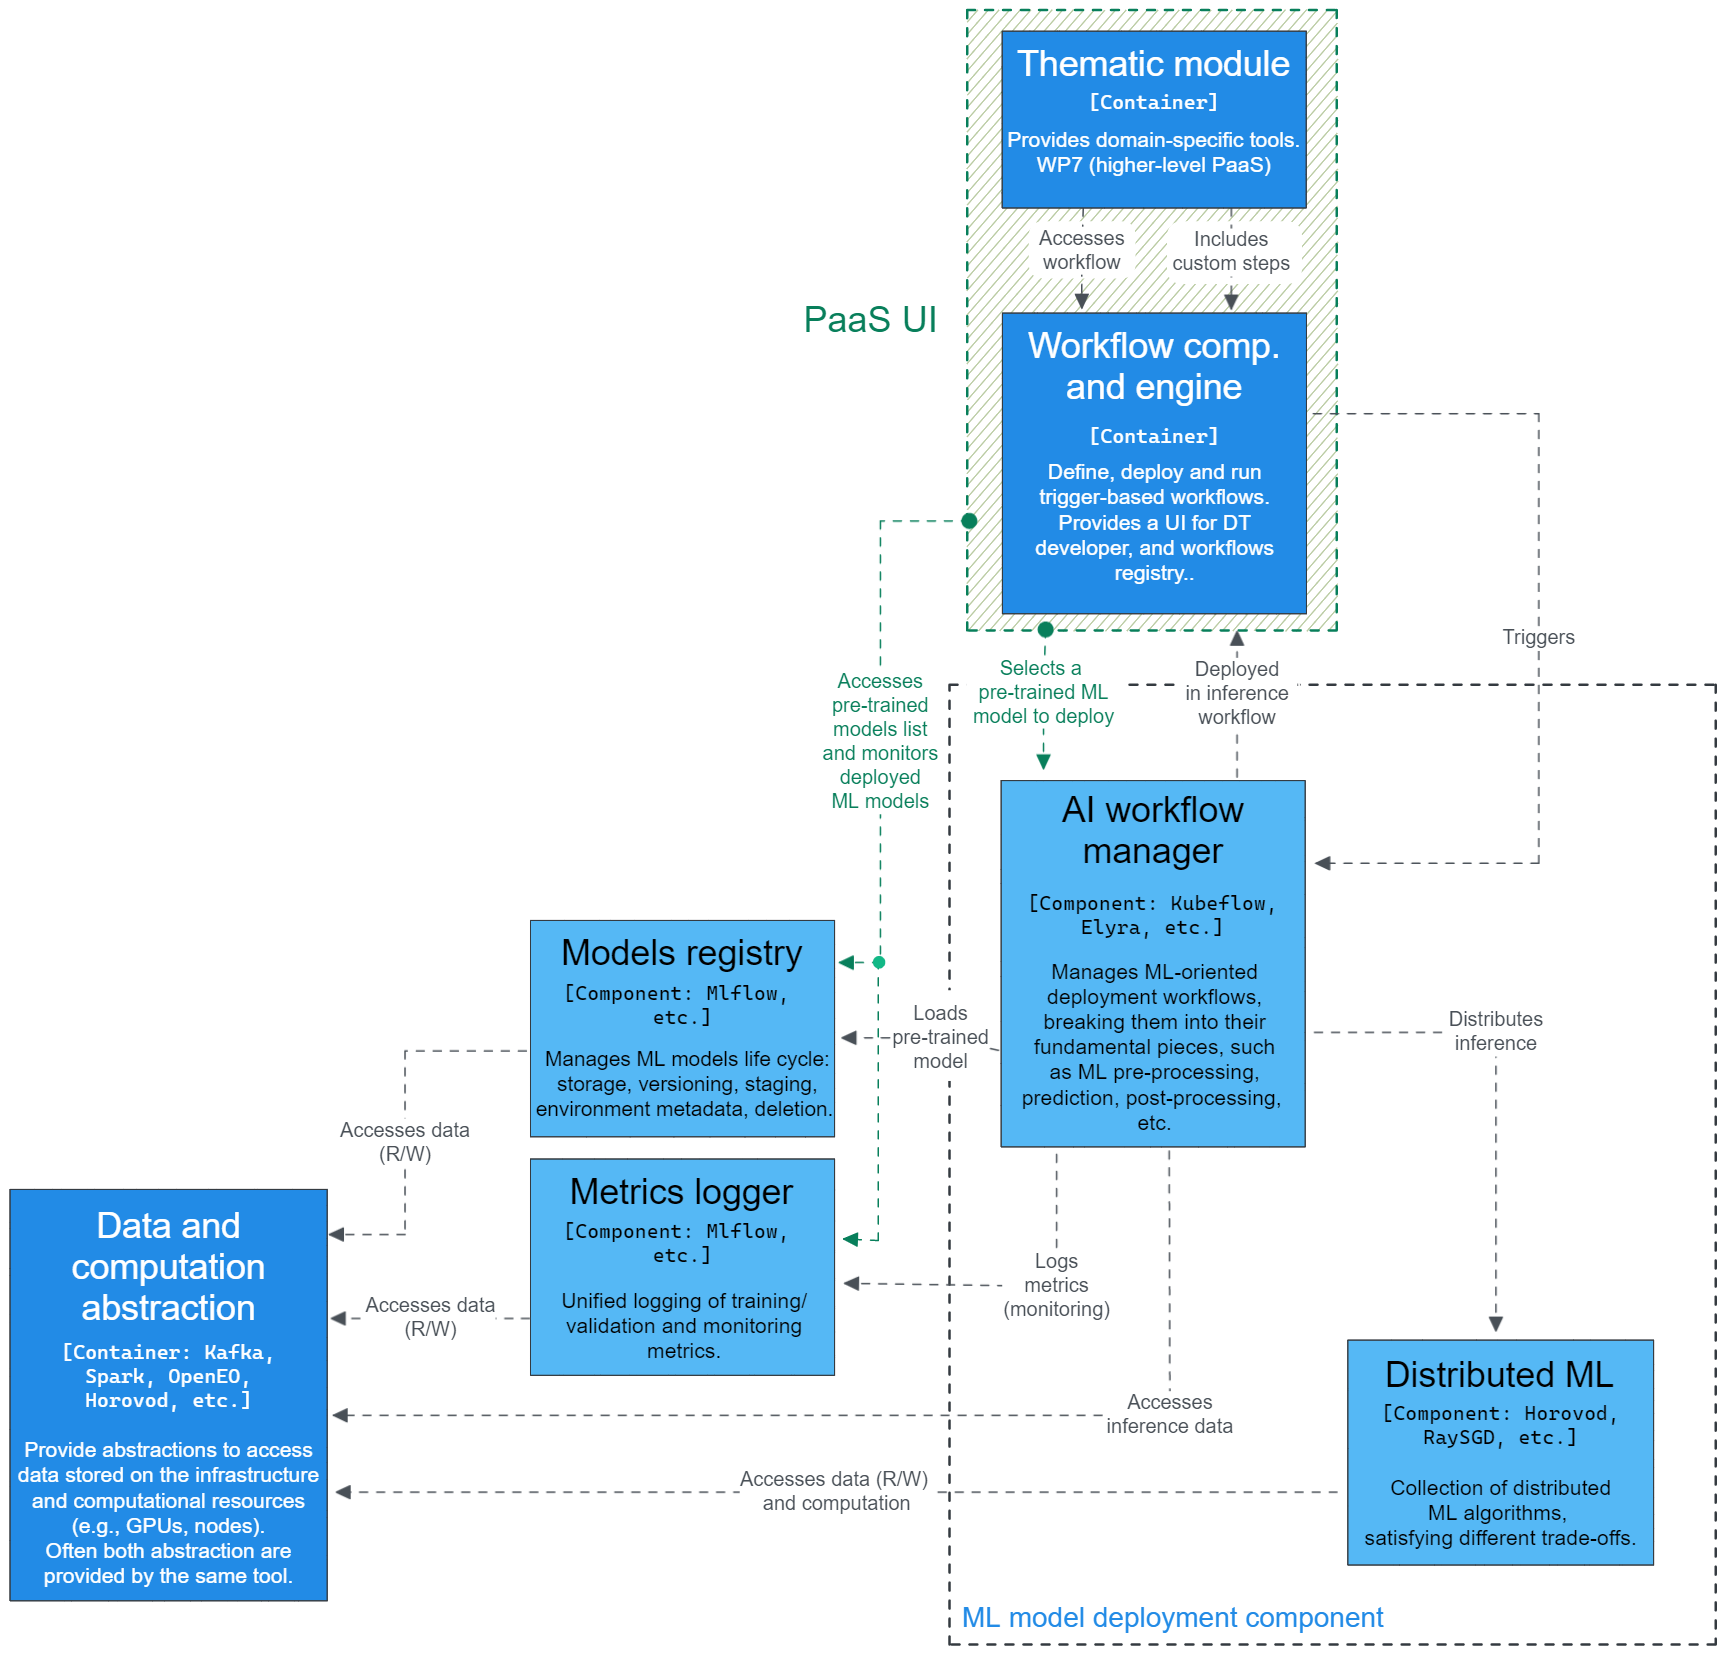 Thematic module
[Container]
Provides domain-specific tools.
WP7 (higher-level PaaS)
Accesses
workflow
Includes
custom steps
PaaS UI
Workflow comp.
and engine
[Container]
Define, deploy and run
trigger-based workflows.
Provides a UI for DT
developer, and workflows
registry..
Triggers
Accesses
pre-trained
models list
and monitors
deployed
ML models
Selects a
pre-trained ML
model to deploy
Deployed
in inference
workflow
AI workflow
manager
[Component: Kubeflow,
Elyra, etc.]
Manages ML-oriented
deployment workflows,
breaking them into their
fundamental pieces, such
as ML pre-processing,
prediction, post-processing,
etc.
Models registry
[Component: Mlflow,
etc.]
Manages ML models life cycle:
storage, versioning, staging,
environment metadata, deletion.
Loads
pre-trained
model
Distributes
inference
Accesses data
(R/W)
Metrics logger
[Component: Mlflow,
etc.]
Unified logging of training/
validation and monitoring
metrics.
Logs
metrics
(monitoring)
Accesses data
(R/W)
Data and
computation
abstraction
[Container: Kafka,
Spark, OpenEO,
Horovod, etc.]
Provide abstractions to access
data stored on the infrastructure
and computational resources
(e.g., GPUs, nodes).
Often both abstraction are
provided by the same tool.
Accesses
inference data
Accesses data (R/W)
and computation
Distributed ML
[Component: Horovod,
RaySGD, etc.]
Collection of distributed
ML algorithms,
satisfying different trade-offs.
ML model deployment component